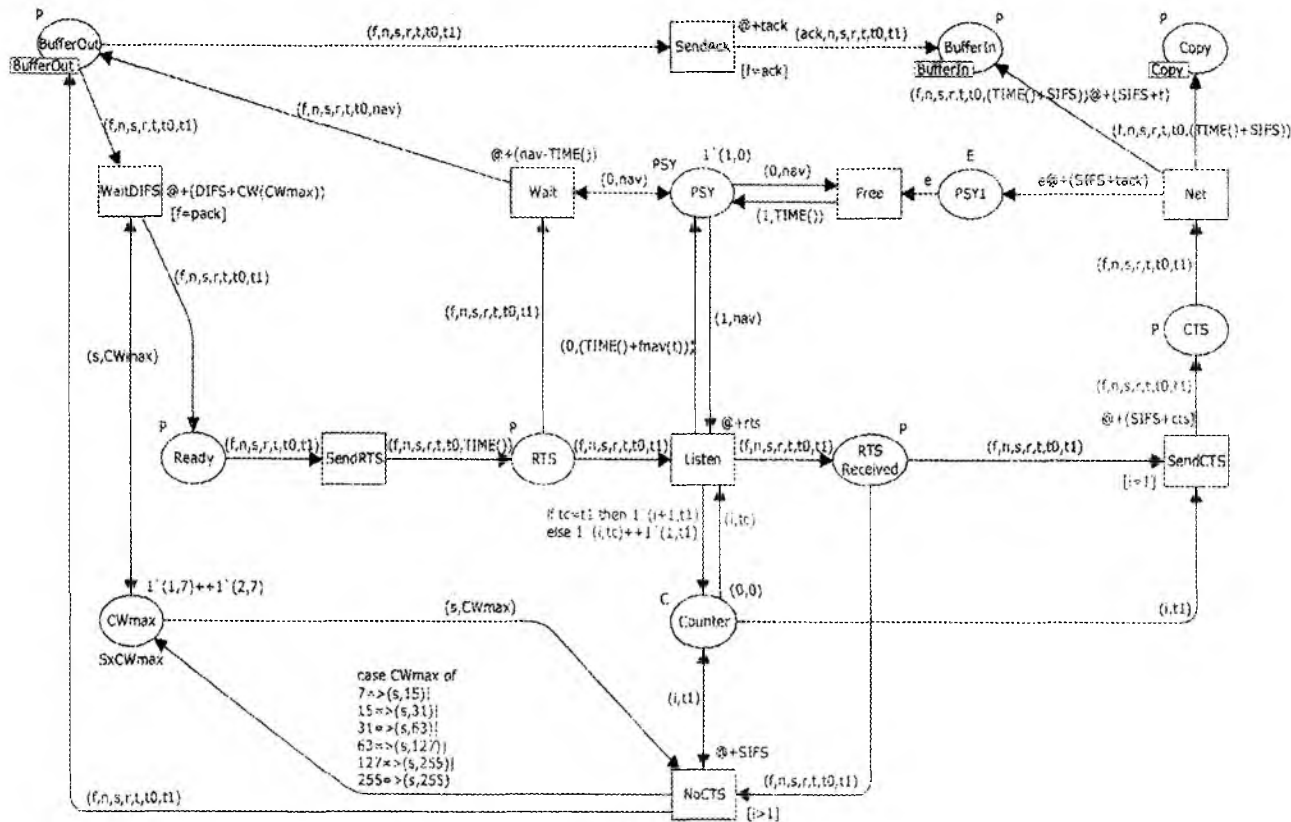 P
BufferOut
BufferOut
(f,n,s,r,t,t0,t1)
@+tack
SendAck
[f=ack]
(ack,n,s,r,t,t0,t1)
P
BufferIn
BufferIn
P
Copy
Copy
(f,n,s,r,t,t0,nav)
(f,n,s,r,t,t0,(TIME()+SIFS))@+(SIFS+t)
(f,n,s,r,t,t0,t1)
(f,n,s,r,t,t0,(TIME()+SIFS))
@+(nav-TIME())
WaitDIFS
@+(DIFS+CW(CWmax))
[f=pack]
Wait
(0,nav)
PSY
1`(1,0)
PSY
(0,nav)
(1,TIME())
Free
e
E
PSY1
e@+(SIFS+tack)
Net
(f,n,s,r,t,t0,t1)
(f,n,s,r,t,t0,t1)
(f,n,s,r,t,t0,t1)
(1,nav)
(0,(TIME()+fnav(t)))
P
CTS
(s,CWmax)
(f,n,s,r,t,t0,t1)
@+(SIFS+cts)
P
Ready
(f,n,s,r,t,t0,t1)
SendRTS
(f,n,s,r,t,t0,TIME())
P
RTS
(f,n,s,r,t,t0,t1)
@+rts
Listen
(f,n,s,r,t,t0,t1)
P
RTS
Received
(f,n,s,r,t,t0,t1)
SendCTS
[i=1]
if tc=t1 then 1`(i+1,t1)
else 1`(i,tc)++1`(1,t1)
(i,tc)
1`(1,7)++1`(2,7)
CWmax
SxCWmax
(s,CWmax)
C
(0,0)
Counter
(i,t1)
case CWmax of
7=>(s,15)|
15=>(s,31)|
31=>(s,63)|
63=>(s,127)|
127=>(s,255)|
255=>(s,255)
(i,t1)
@+SIFS
NoCTS
[i>1]
(f,n,s,r,t,t0,t1)
(f,n,s,r,t,t0,t1)